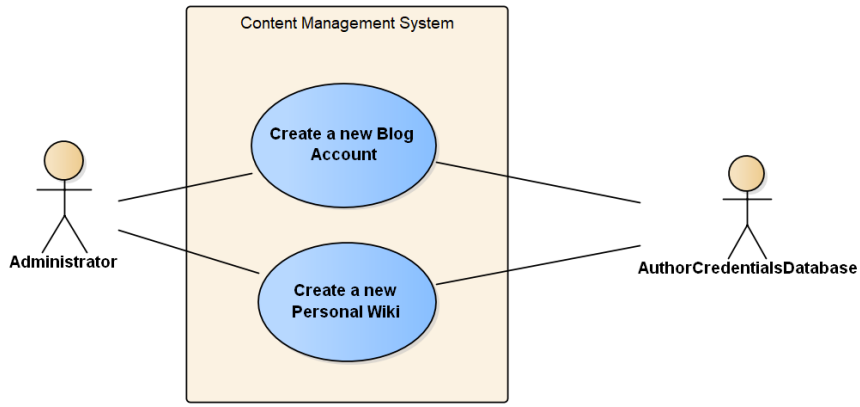 Content Management System
Create a new Blog
Account
Administrator
AuthorCredentialsDatabase
Create a new
Personal Wiki